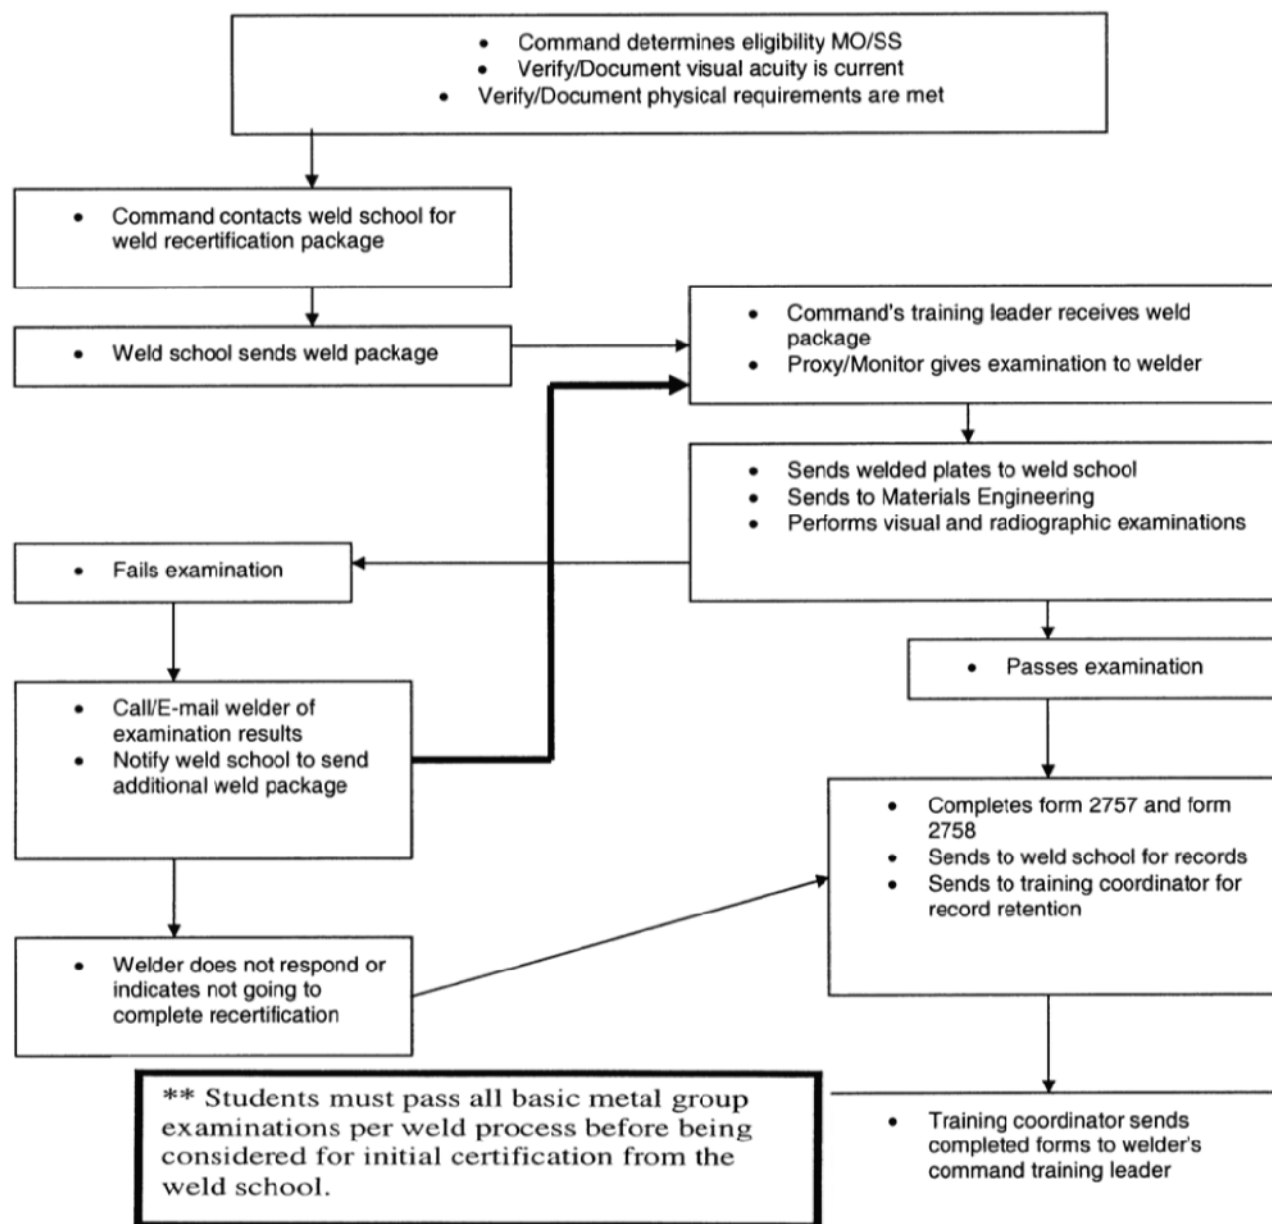 • Command determines eligibility MO/SS
• Verify/Document visual acuity is current
• Verify/Document physical requirements are met
• Command contacts weld school for
weld recertification package
• Weld school sends weld package
• Command's training leader receives weld
package
• Proxy/Monitor gives examination to welder
• Sends welded plates to weld school
• Sends to Materials Engineering
• Performs visual and radiographic examinations
• Fails examination
• Passes examination
• Call/E-mail welder of
examination results
• Notify weld school to send
additional weld package
• Completes form 2757 and form
2758
• Sends to weld school for records
• Sends to training coordinator for
record retention
• Welder does not respond or
indicates not going to
complete recertification
** Students must pass all basic metal group
examinations per weld process before being
considered for initial certification from the
weld school.
• Training coordinator sends
completed forms to welder's
command training leader